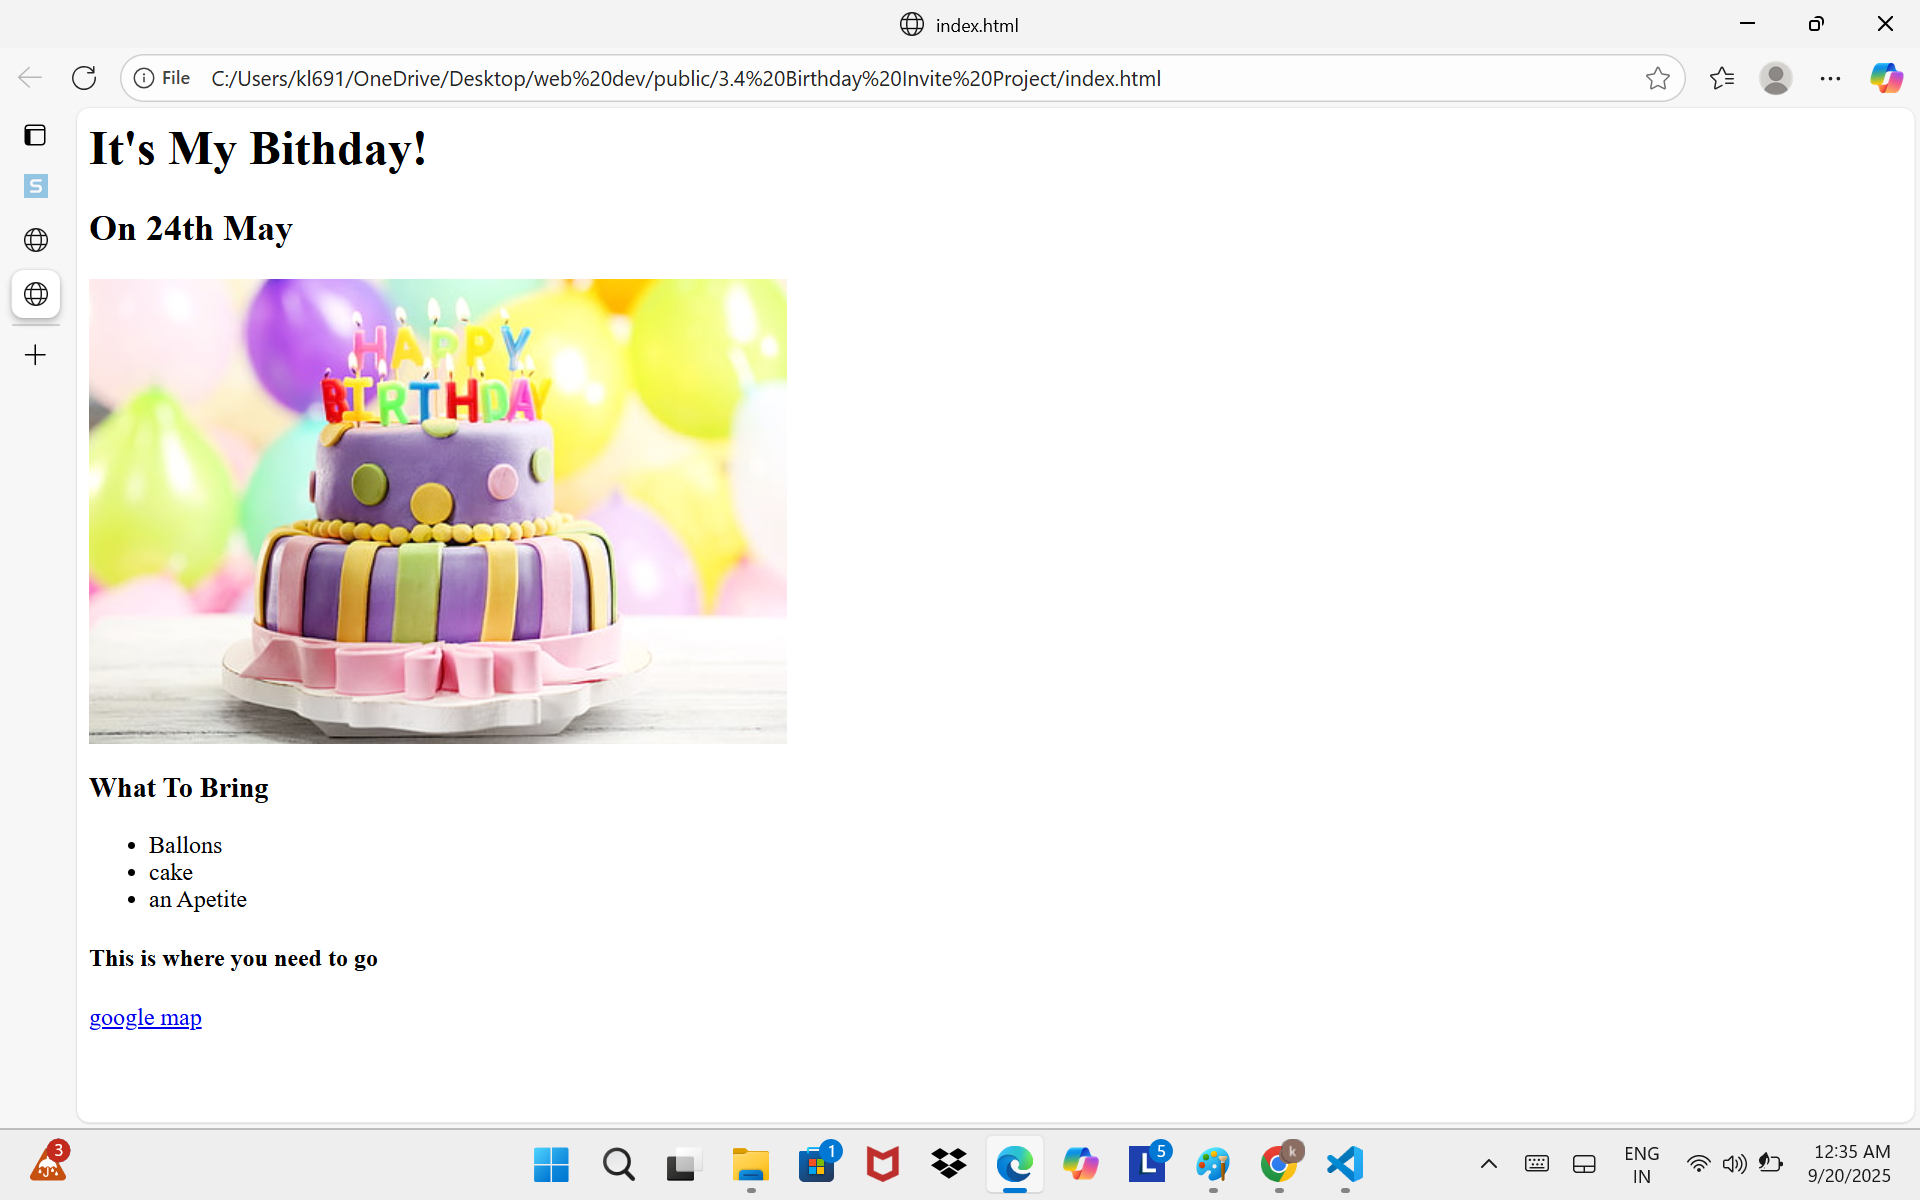 index.html
File C:/Users/kl691/OneDrive/Desktop/web%20dev/public/3.4%20Birthday%20Invite%20Project/index.html
S
It's My Bithday!
On 24th May
HAPPY
BIRTHDAY
What To Bring
Ballons
cake
an Apetite
This is where you need to go
google map
3
1
L 5
k
ENG
IN
12:35 AM
9/20/2025